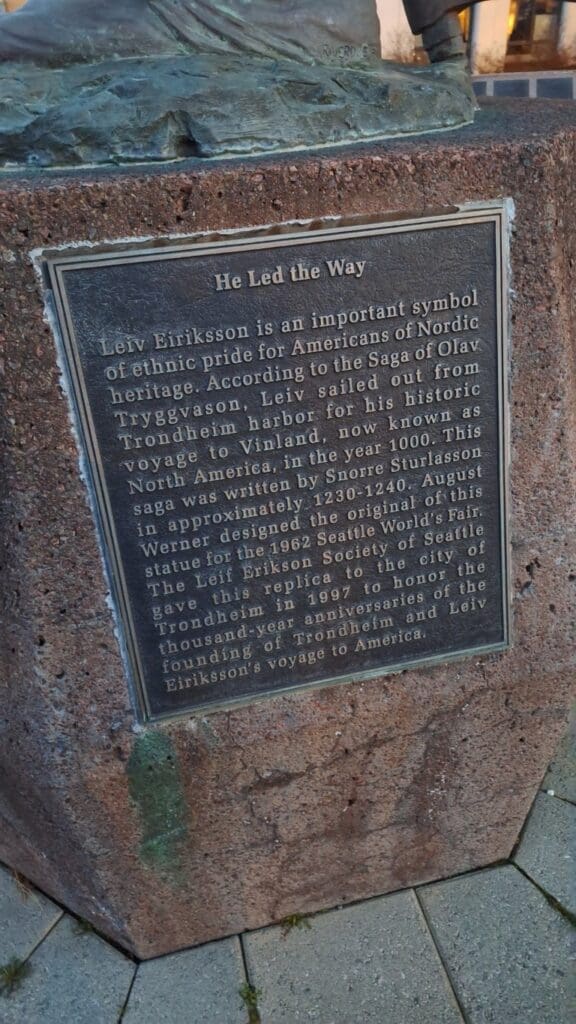 RIVERDOG
He Led the Way
Leiv Eiriksson is an important symbol
of ethnic pride for Americans of Nordic
heritage. According to the Saga of Olav
Tryggvason, Leiv sailed out from
Trondheim harbor for his historic
voyage to Vinland, now known as
North America, in the year 1000. This
saga was written by Snorre Sturlasson
in approximately 1230-1240. August
Werner designed the original of this
statue for the 1962 Seattle World's Fair.
The Leif Erikson Society of Seattle
gave this replica to the city of
Trondheim in 1997 to honor the
thousand-year anniversaries of the
founding of Trondheim and Leiv
Eiriksson's voyage to America.